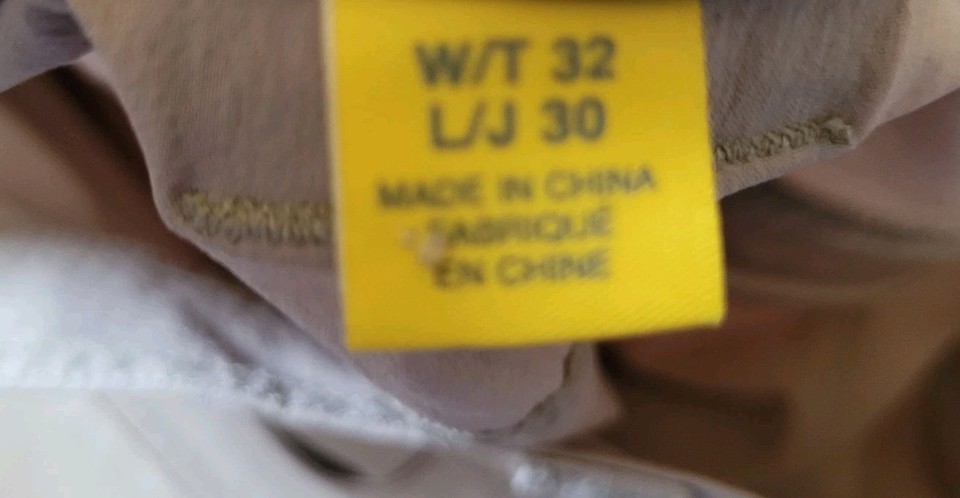 W/T 32
L/J 30
MADE IN CHINA
FABRIQUÉ
EN CHINE